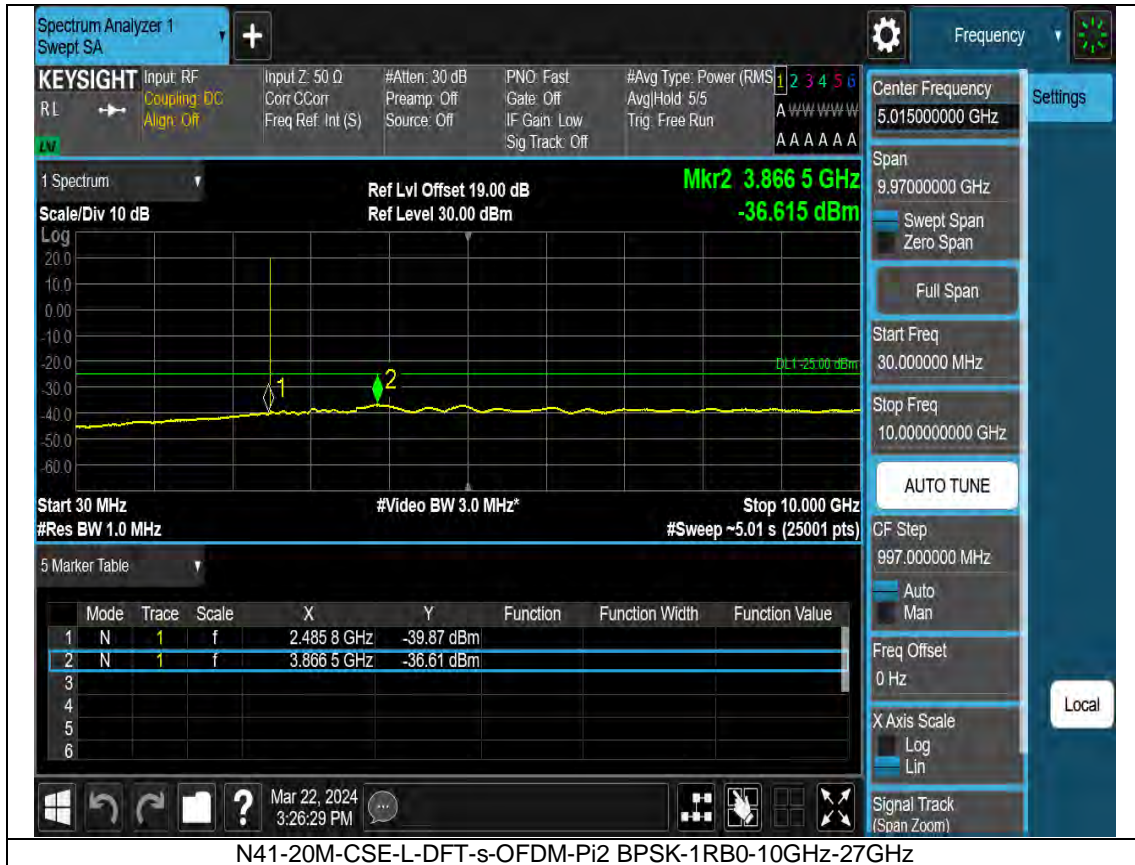 Spectrum Analyzer 1
Swept SA
Frequency
KEYSIGHT Input: RF Input Z: 50 Ω #Atten: 30 dB PNO: Fast #Avg Type: Power (RMS 1 2 3 4 5 6
RL Coupling: DC Corr CCorr Preamp: Off Gate: Off Avg|Hold: 5/5 A W W W W W
Align: Off Freq Ref: Int (S) Source: Off IF Gain: Low Trig: Free Run
Sig Track: Off A A A A A A
Center Frequency
5.015000000 GHz
Settings
1 Spectrum
Ref Lvl Offset 19.00 dB
Mkr2 3.866 5 GHz
Scale/Div 10 dB
Ref Level 30.00 dBm
-36.615 dBm
Log
20.0
10.0
0.00
-10.0
-20.0
-30.0
-40.0
-50.0
-60.0
DL1 -25.00 dBm
1
2
Start 30 MHz #Video BW 3.0 MHz* Stop 10.000 GHz
#Res BW 1.0 MHz #Sweep ~5.01 s (25001 pts)
Span
9.97000000 GHz
Swept Span
Zero Span
Full Span
Start Freq
30.000000 MHz
Stop Freq
10.000000000 GHz
AUTO TUNE
CF Step
997.000000 MHz
Auto
Man
Freq Offset
0 Hz
X Axis Scale
Log
Lin
Signal Track
(Span Zoom)
Local
5 Marker Table
Mode Trace Scale X Y Function Function Width Function Value
1 N 1 f 2.485 8 GHz -39.87 dBm
2 N 1 f 3.866 5 GHz -36.61 dBm
3
4
5
6
? Mar 22, 2024
3:26:29 PM
N41-20M-CSE-L-DFT-s-OFDM-Pi2 BPSK-1RB0-10GHz-27GHz